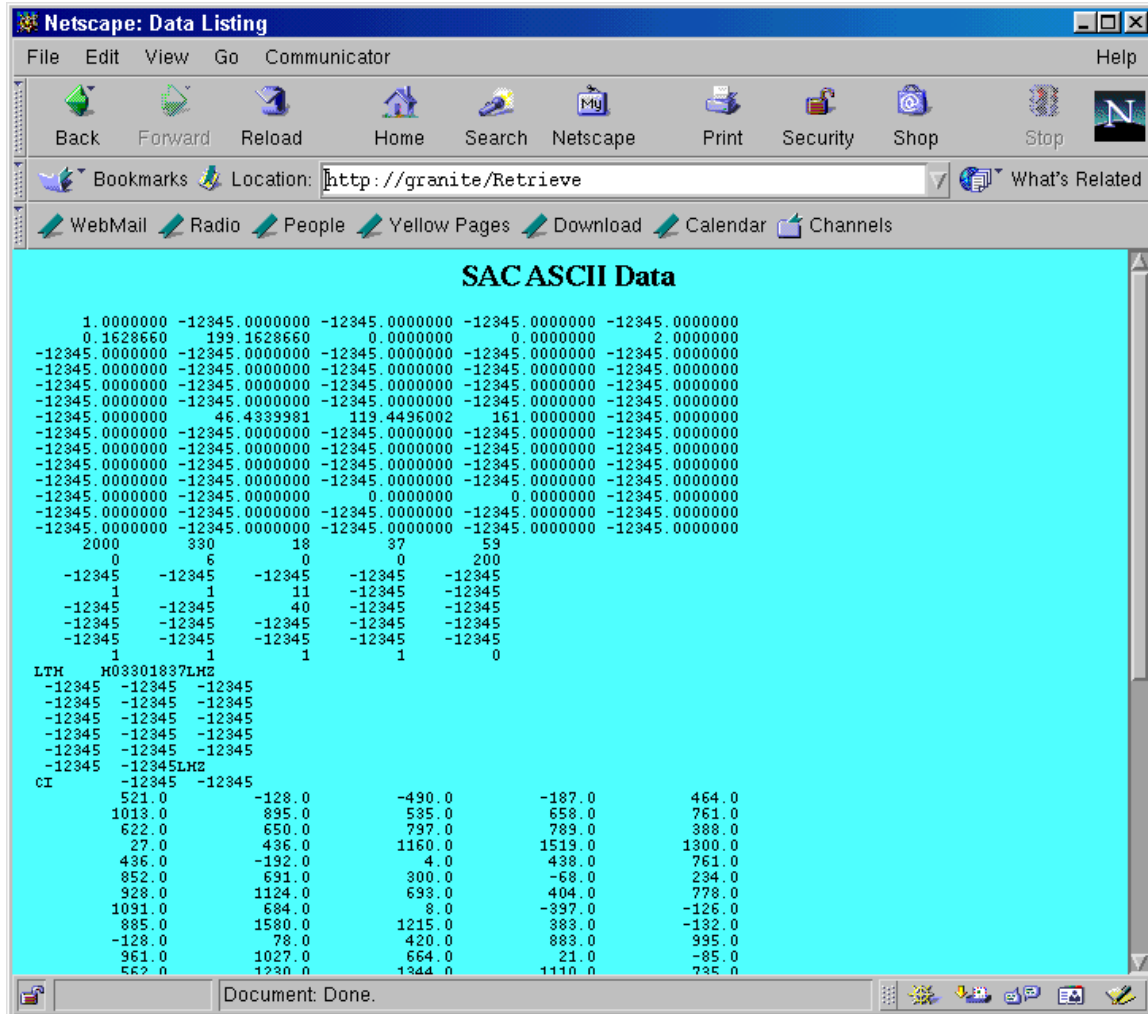 Netscape: Data Listing
File Edit View Go Communicator Help
My N
Back Forward Reload Home Search Netscape Print Security Shop Stop
Bookmarks Location: http://granite/Retrieve What's Related
WebMail Radio People Yellow Pages Download Calendar Channels
SAC ASCII Data
1.0000000 -12345.0000000 -12345.0000000 -12345.0000000 -12345.0000000
0.1628660 199.1628660 0.0000000 0.0000000 2.0000000
-12345.0000000 -12345.0000000 -12345.0000000 -12345.0000000 -12345.0000000
-12345.0000000 -12345.0000000 -12345.0000000 -12345.0000000 -12345.0000000
-12345.0000000 -12345.0000000 -12345.0000000 -12345.0000000 -12345.0000000
-12345.0000000 -12345.0000000 -12345.0000000 -12345.0000000 -12345.0000000
-12345.0000000 46.4339981 119.4496002 161.0000000 -12345.0000000
-12345.0000000 -12345.0000000 -12345.0000000 -12345.0000000 -12345.0000000
-12345.0000000 -12345.0000000 -12345.0000000 -12345.0000000 -12345.0000000
-12345.0000000 -12345.0000000 -12345.0000000 -12345.0000000 -12345.0000000
-12345.0000000 -12345.0000000 -12345.0000000 -12345.0000000 -12345.0000000
-12345.0000000 -12345.0000000 0.0000000 0.0000000 -12345.0000000
-12345.0000000 -12345.0000000 -12345.0000000 -12345.0000000 -12345.0000000
-12345.0000000 -12345.0000000 -12345.0000000 -12345.0000000 -12345.0000000
2000 330 18 37 59
0 6 0 0 200
-12345 -12345 -12345 -12345 -12345
1 1 11 -12345 -12345
-12345 -12345 40 -12345 -12345
-12345 -12345 -12345 -12345 -12345
-12345 -12345 -12345 -12345 -12345
1 1 1 1 0
LTH H03301837LHZ
-12345 -12345 -12345
-12345 -12345 -12345
-12345 -12345 -12345
-12345 -12345 -12345
-12345 -12345 -12345
-12345 -12345LHZ
CI -12345 -12345
521.0 -128.0 -490.0 -187.0 464.0
1013.0 895.0 535.0 658.0 761.0
622.0 650.0 797.0 789.0 388.0
27.0 436.0 1160.0 1519.0 1300.0
436.0 -192.0 4.0 438.0 761.0
852.0 691.0 300.0 -68.0 234.0
928.0 1124.0 693.0 404.0 778.0
1091.0 684.0 8.0 -397.0 -126.0
885.0 1580.0 1215.0 383.0 -132.0
-128.0 78.0 420.0 883.0 995.0
961.0 1027.0 664.0 21.0 -85.0
562.0 1230.0 1344.0 1110.0 735.0
Document: Done.